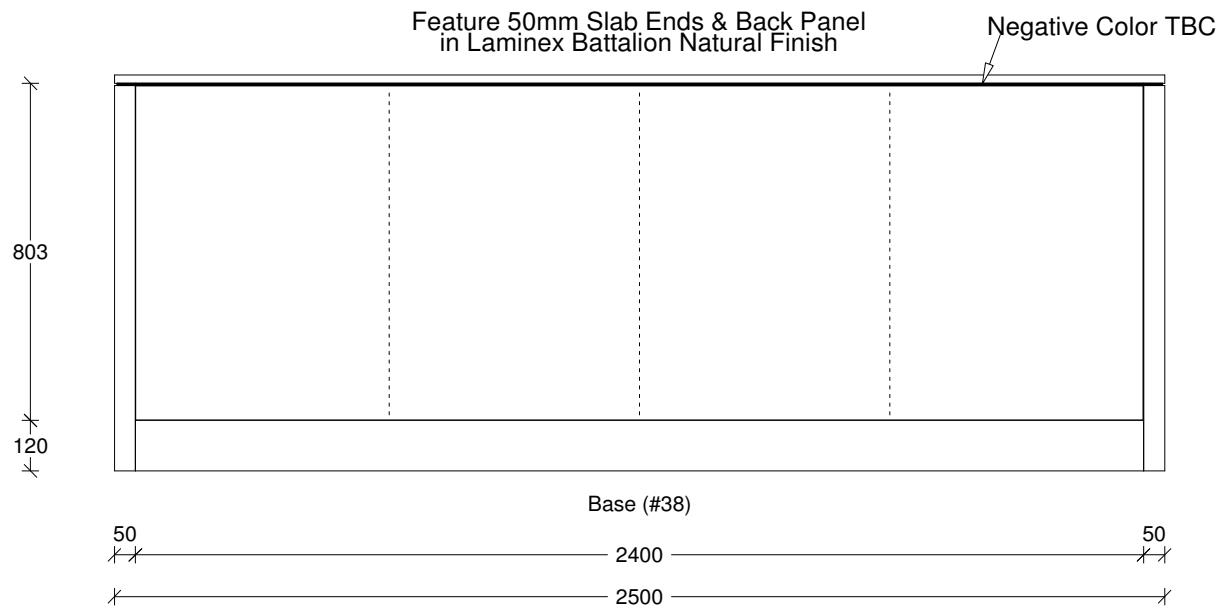 Feature 50mm Slab Ends & Back Panel
in Laminex Battalion Natural Finish
Negative Color TBC
803
120
Base (#38)
50
2400
50
2500